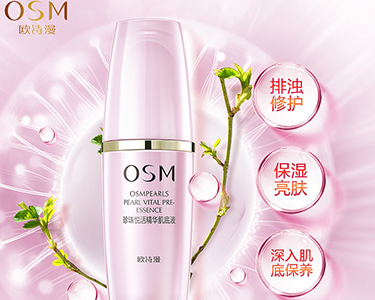 OSM
欧诗漫
OSM
OSMPEARLS
PEARL VITAL PRE-
ESSENCE
珍珠悦活精华肌底液
欧诗漫
排浊
修护
保湿
亮肤
深入肌
底保养